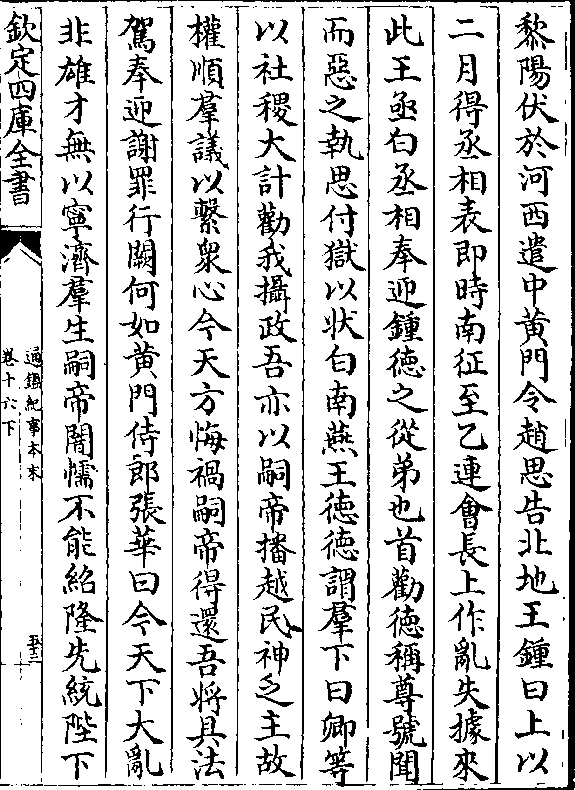 黎陽伏於河西遣中黄門令趙思告北地王鍾曰上以
二月得丞相表即時南征至乙連會長上作亂失據來
此王亟白丞相奉迎鍾徳之從弟也首勸徳稱尊號聞
而惡之執思付獄以狀白南燕王徳徳謂羣下曰卿等
以社稷大計勸我攝政吾亦以嗣帝播越民神乏主故
權順羣議以繫衆心今天方悔禍嗣帝得還吾將具法
駕奉迎謝罪行闕何如黄門侍郎張華曰今天下大亂
非雄才無以寧濟羣生嗣帝闇懦不能紹隆先統陛下
欽定四庫全書
通鑑紀事本末
卷十六下
五十三